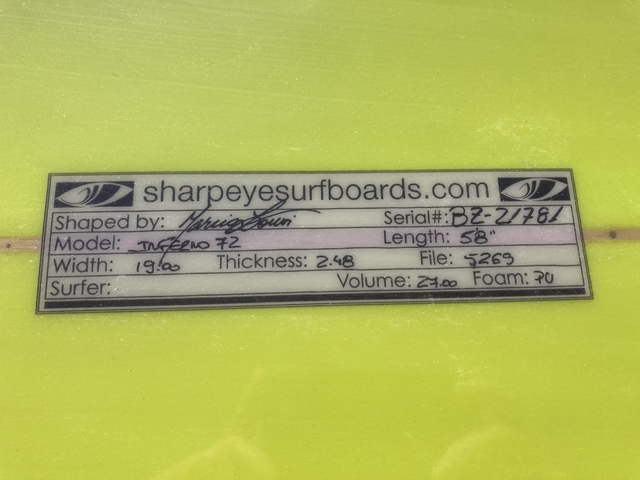 sharpeyesurfboards.com
Shaped by: Serial#: BZ-21781
Model: INFERNO 72 Length: 5'8"
Width: 19.00 Thickness: 2.48 File: 5269
Surfer: Volume: 27.00 Foam: PU